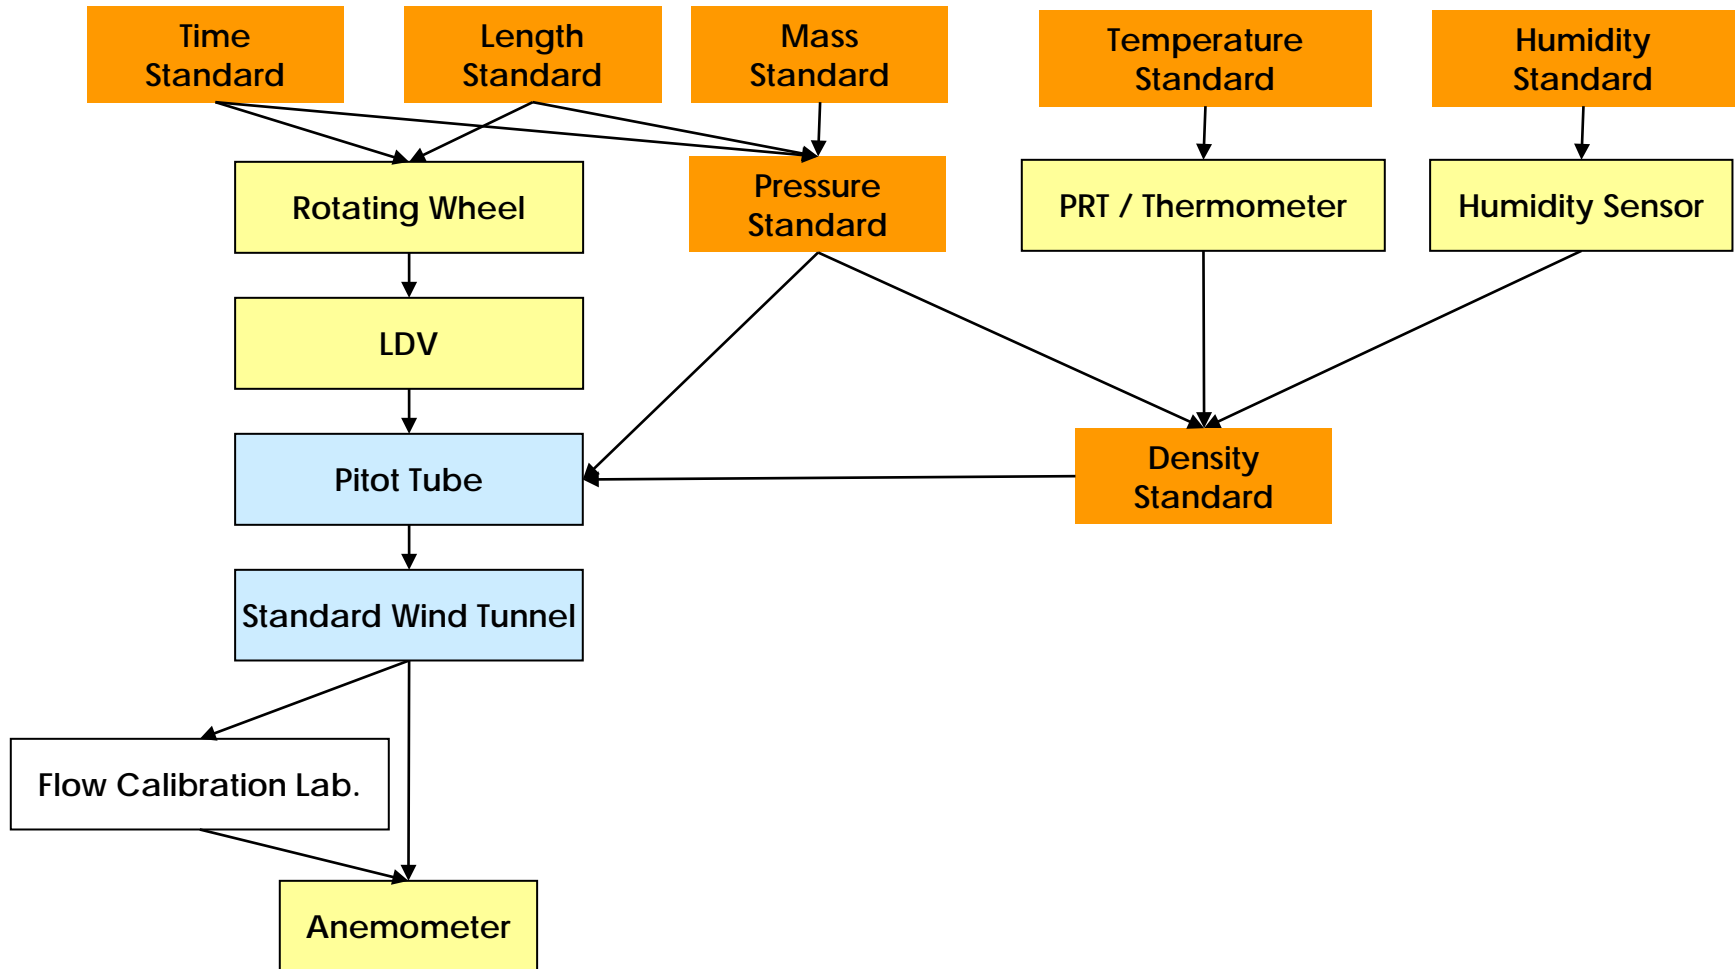 Time
Standard
Length
Standard
Mass
Standard
Temperature
Standard
Humidity
Standard
Rotating Wheel
Pressure
Standard
PRT / Thermometer
Humidity Sensor
LDV
Pitot Tube
Density
Standard
Standard Wind Tunnel
Flow Calibration Lab.
Anemometer